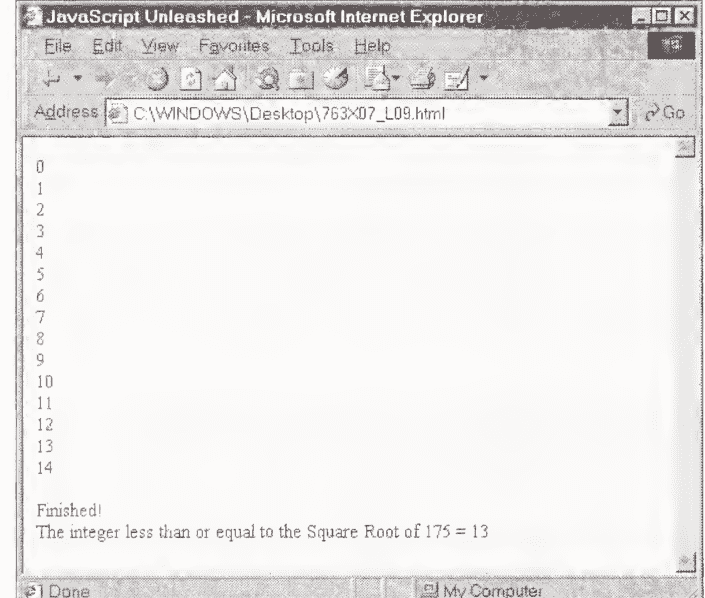 JavaScript Unleashed - Microsoft Internet Explorer
File Edit View Favorites Tools Help
Address C:\WINDOWS\Desktop\763X07_L09.html Go
0
1
2
3
4
5
6
7
8
9
10
11
12
13
14
Finished!
The integer less than or equal to the Square Root of 175 = 13
Done My Computer